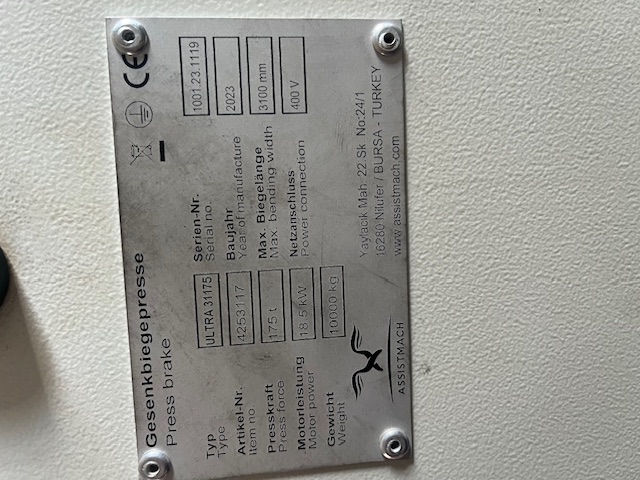 Gesenkbiegepresse
Press brake
CE
Typ
Type
ULTRA 31175
Serien-Nr.
Serial no.
1001.23.1119
Artikel-Nr.
Item no
4253117
Baujahr
Year of manufacture
2023
Presskraft
Press force
175 t
Max. Biegelänge
Max. bending width
3100 mm
Motorleistung
Motor power
18.5 kW
Netzanschluss
Power connection
400 V
Gewicht
Weight
10000 kg
ASSISTMACH
Yaylacik Mah 22. Sk. No:24/1
16280 Nilufer / BURSA - TURKEY
www.assistmach.com